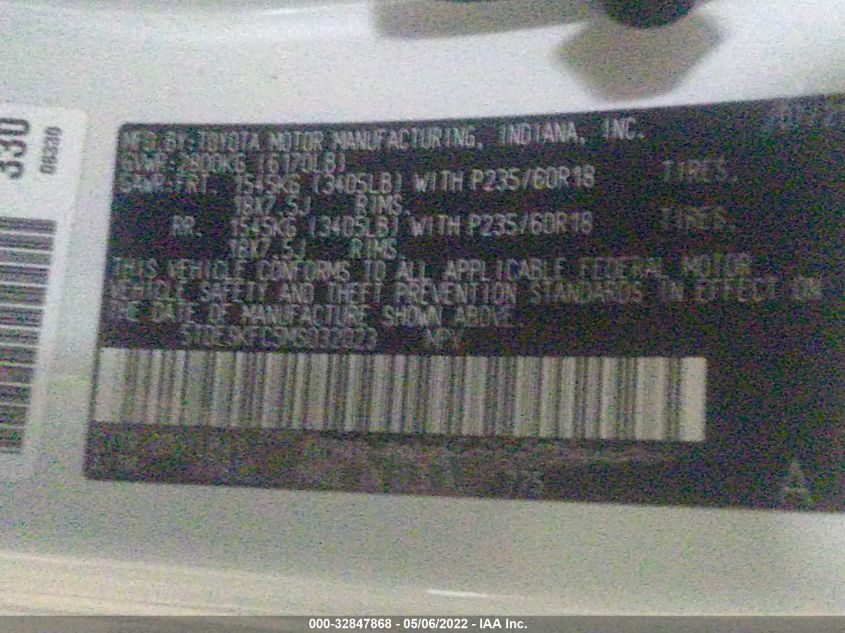 330
08330
MFG.BY:TOYOTA MOTOR MANUFACTURING, INDIANA, INC.
GVWR:2800KG (6170LB)
GAWR:FRT. 1545KG (3405LB) WITH P235/60R18 TIRES.
18X7.5J RIMS,
RR. 1545KG (3405LB) WITH P235/60R18 TIRES.
18X7.5J RIMS
THIS VEHICLE CONFORMS TO ALL APPLICABLE FEDERAL MOTOR
VEHICLE SAFETY AND THEFT PREVENTION STANDARDS IN EFFECT ON
THE DATE OF MANUFACTURE SHOWN ABOVE.
MPV
A
000-32847868 - 05/06/2022 - IAA Inc.